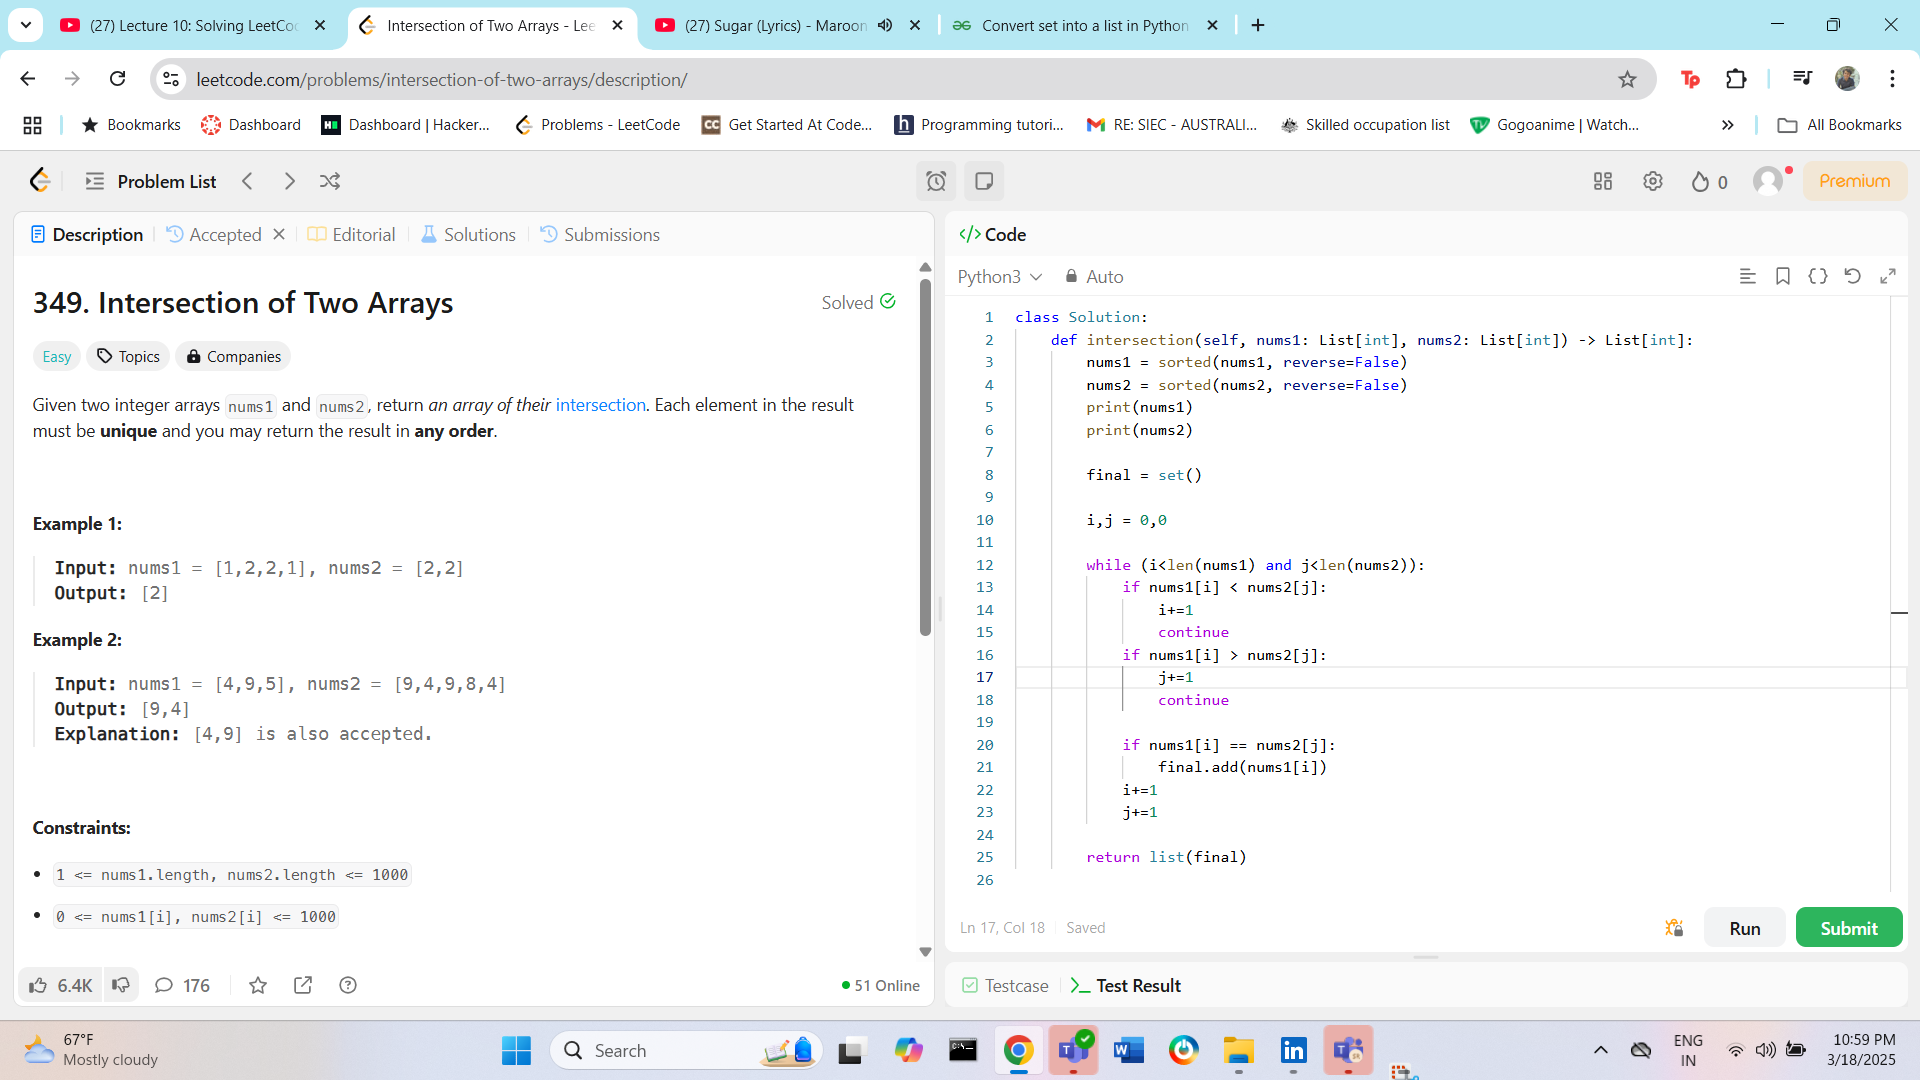 (27) Lecture 10: Solving LeetCo
Intersection of Two Arrays - Lee
(27) Sugar (Lyrics) - Maroon
Convert set into a list in Python
leetcode.com/problems/intersection-of-two-arrays/description/
Tp
Bookmarks
Dashboard
Dashboard | Hacker...
Problems - LeetCode
Get Started At Code...
Programming tutori...
RE: SIEC - AUSTRALI...
Skilled occupation list
Gogoanime | Watch...
All Bookmarks
Problem List
0
Premium
Description
Accepted
Editorial
Solutions
Submissions
349. Intersection of Two Arrays
Solved
Easy
Topics
Companies
Given two integer arrays nums1 and nums2, return an array of their intersection. Each element in the result
must be unique and you may return the result in any order.
Example 1:
Input: nums1 = [1,2,2,1], nums2 = [2,2]
Output: [2]
Example 2:
Input: nums1 = [4,9,5], nums2 = [9,4,9,8,4]
Output: [9,4]
Explanation: [4,9] is also accepted.
Constraints:
1 <= nums1.length, nums2.length <= 1000
0 <= nums1[i], nums2[i] <= 1000
6.4K
176
51 Online
</> Code
Python3
Auto
1 class Solution:
2 def intersection(self, nums1: List[int], nums2: List[int]) -> List[int]:
3 nums1 = sorted(nums1, reverse=False)
4 nums2 = sorted(nums2, reverse=False)
5 print(nums1)
6 print(nums2)
7
8 final = set()
9
10 i,j = 0,0
11
12 while (i<len(nums1) and j<len(nums2)):
13 if nums1[i] < nums2[j]:
14 i+=1
15 continue
16 if nums1[i] > nums2[j]:
17 j+=1
18 continue
19
20 if nums1[i] == nums2[j]:
21 final.add(nums1[i])
22 i+=1
23 j+=1
24
25 return list(final)
26
Ln 17, Col 18
Saved
Run
Submit
Testcase
Test Result
67°F
Mostly cloudy
Search
ENG
IN
10:59 PM
3/18/2025